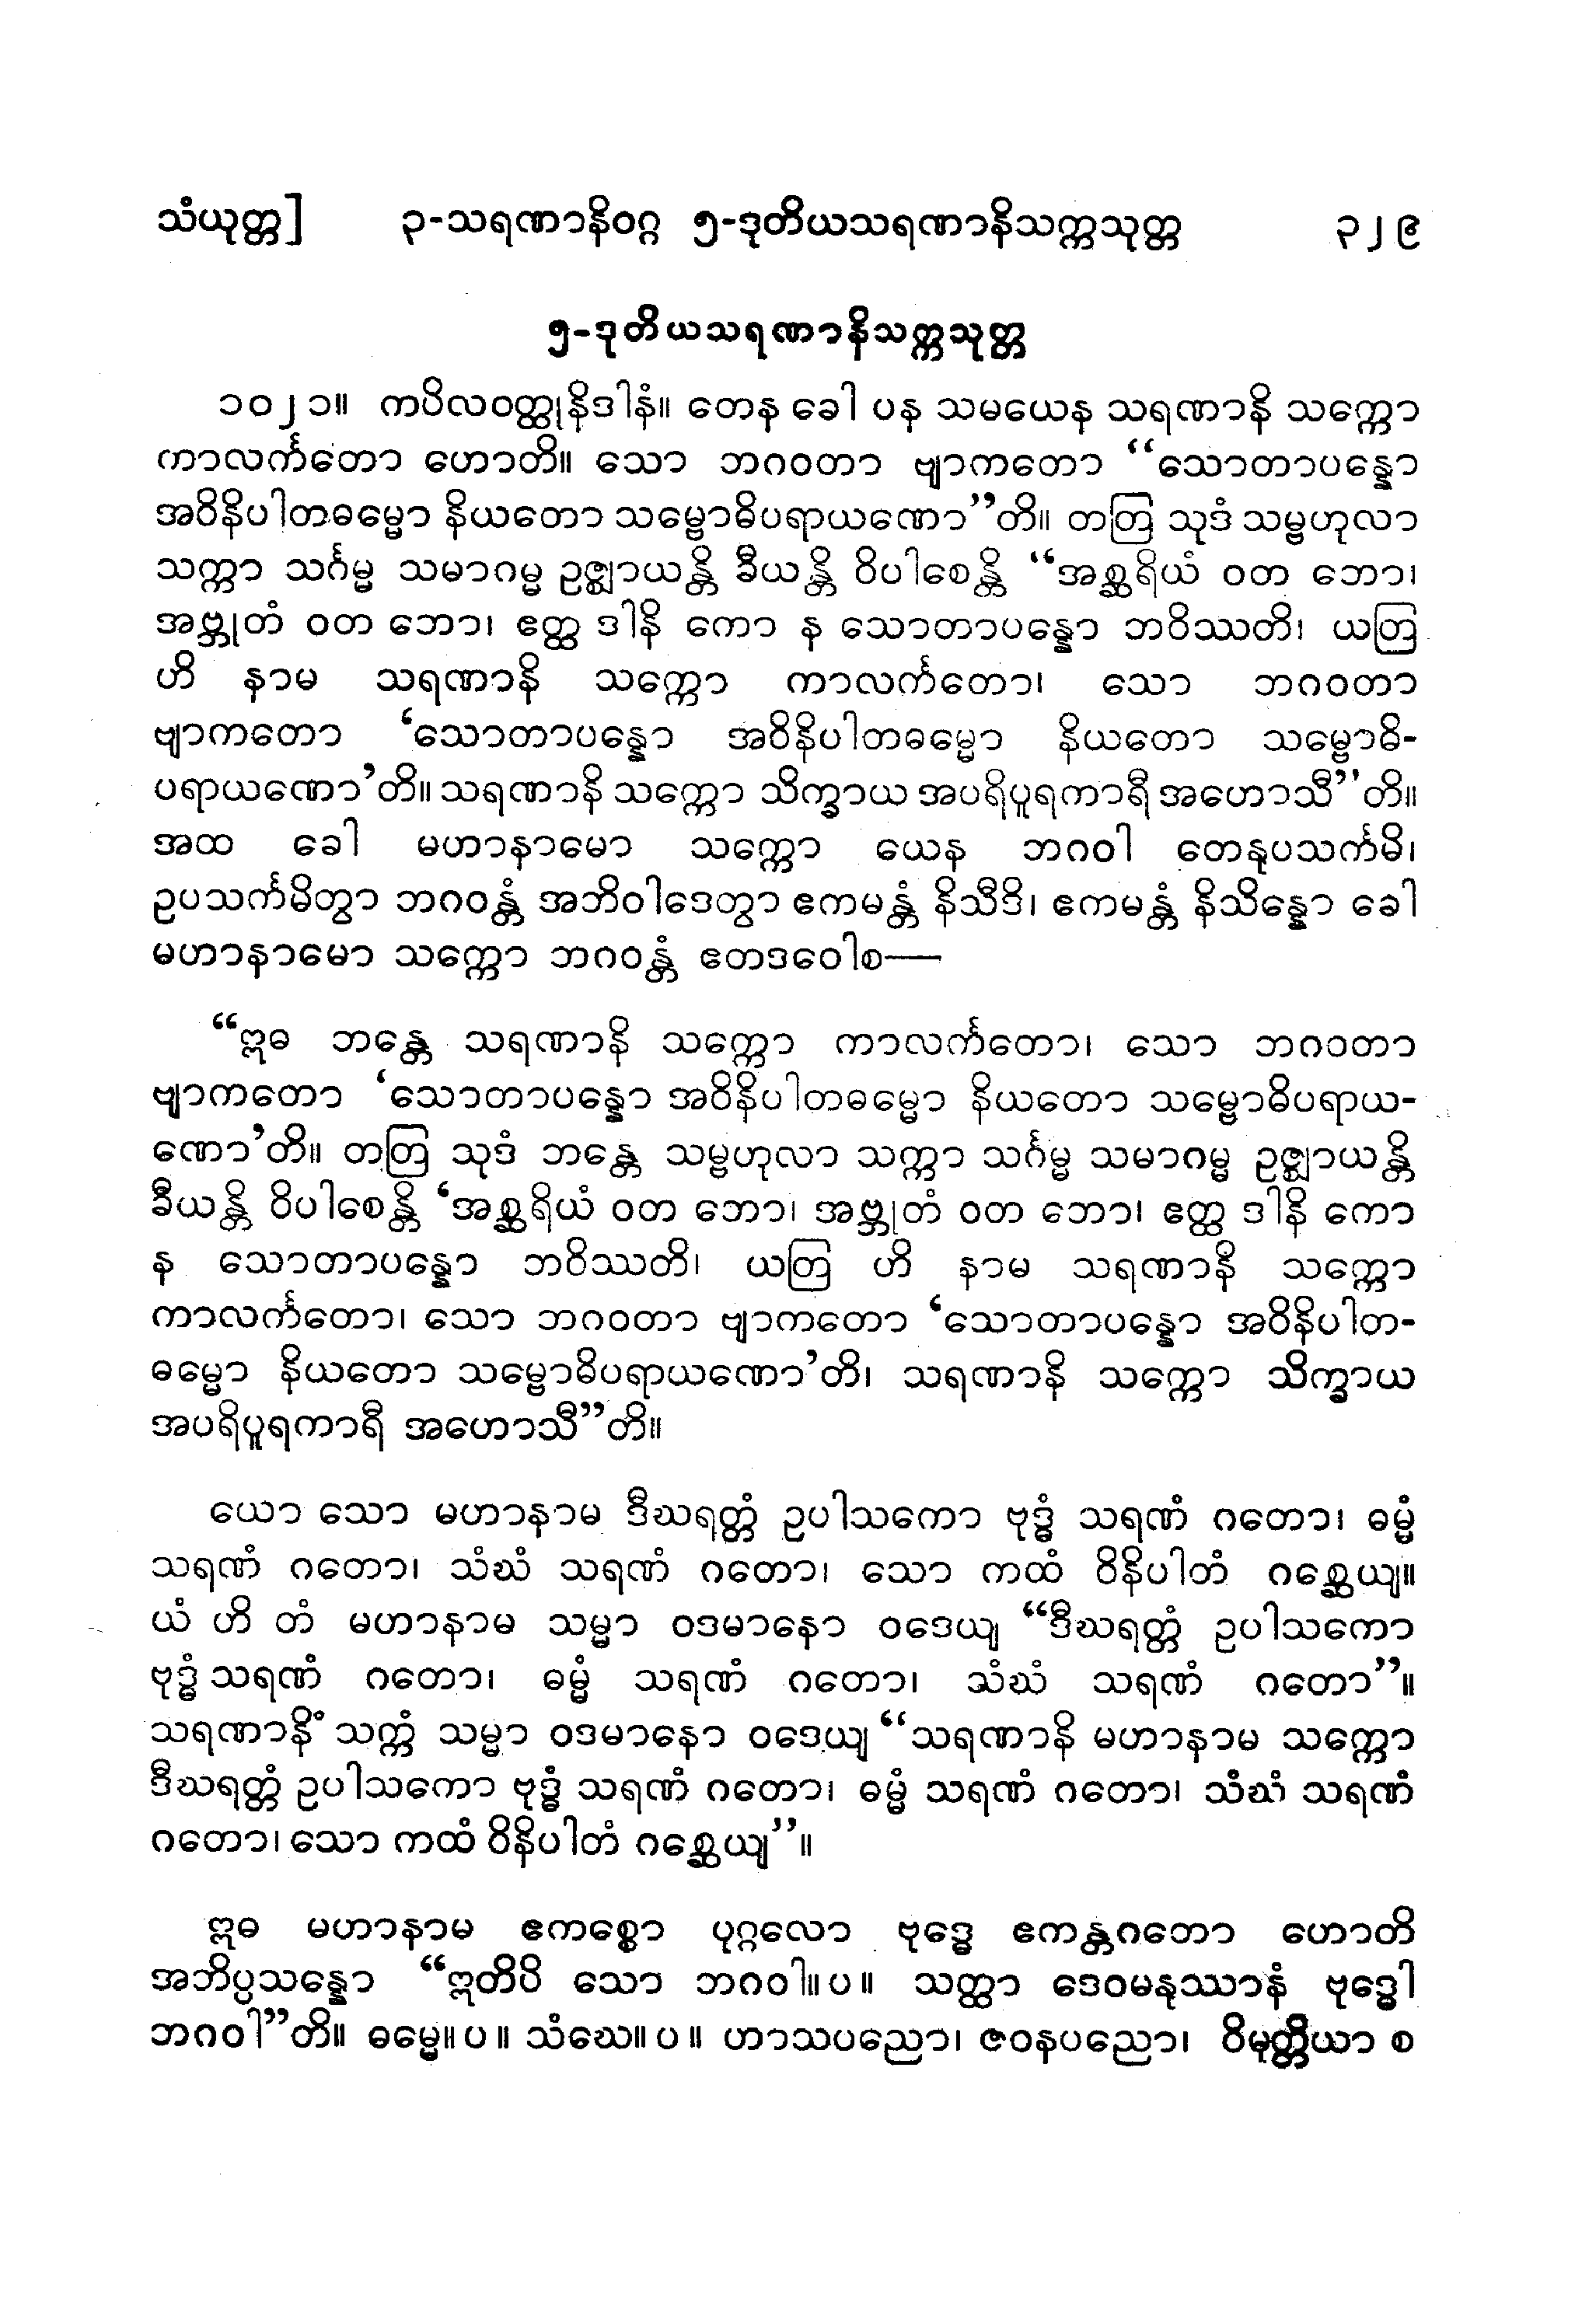 သံယုတ္တ] ၃-သရဏာနိဝဂ္ဂ ၅-ဒုတိယသရဏာနိသက္ကသုတ္တ ၃၂၉
၅-ဒုတိယသရဏာနိသက္ကသုတ္တ
၁၀၂၁။ ကပိလဝတ္ထုနိဒါနံ။ တေန ခေါ ပန သမယေန သရဏာနိ သက္ကော
ကာလင်္ကတော ဟောတိ။ သော ဘဂဝတာ ဗျာကတော “သောတာပန္နော
အဝိနိပါတဓမ္မော နိယတော သမ္ဗောဓိပရာယဏော”တိ။ တတြ သုဒံ သမ္ဗဟုလာ
သက္ကာ သင်္ဂမ္မ သမာဂမ္မ ဥဇ္ဈာယန္တိ ခီယန္တိ ဝိပါစေန္တိ “အစ္ဆရိယံ ဝတ ဘော၊
အဗ္ဘုတံ ဝတ ဘော၊ ဧတ္ထ ဒါနိ ကော န သောတာပန္နော ဘဝိဿတိ၊ ယတြ
ဟိ နာမ သရဏာနိ သက္ကော ကာလင်္ကတော၊ သော ဘဂဝတာ
ဗျာကတော ‘သောတာပန္နော အဝိနိပါတဓမ္မော နိယတော သမ္ဗောဓိ-
ပရာယဏော’တိ။ သရဏာနိ သက္ကော သိက္ခာယ အပရိပူရကာရီ အဟောသီ”တိ။
အထ ခေါ မဟာနာမော သက္ကော ယေန ဘဂဝါ တေနုပသင်္ကမိ၊
ဥပသင်္ကမိတွာ ဘဂဝန္တံ အဘိဝါဒေတွာ ဧကမန္တံ နိသီဒိ၊ ဧကမန္တံ နိသိန္နော ခေါ
မဟာနာမော သက္ကော ဘဂဝန္တံ ဧတဒဝေါစ—
“ဣဓ ဘန္တေ သရဏာနိ သက္ကော ကာလင်္ကတော၊ သော ဘဂဝတာ
ဗျာကတော ‘သောတာပန္နော အဝိနိပါတဓမ္မော နိယတော သမ္ဗောဓိပရာယ-
ဏော’တိ။ တတြ သုဒံ ဘန္တေ သမ္ဗဟုလာ သက္ကာ သင်္ဂမ္မ သမာဂမ္မ ဥဇ္ဈာယန္တိ
ခီယန္တိ ဝိပါစေန္တိ ‘အစ္ဆရိယံ ဝတ ဘော၊ အဗ္ဘုတံ ဝတ ဘော၊ ဧတ္ထ ဒါနိ ကော
န သောတာပန္နော ဘဝိဿတိ၊ ယတြ ဟိ နာမ သရဏာနိ သက္ကော
ကာလင်္ကတော၊ သော ဘဂဝတာ ဗျာကတော ‘သောတာပန္နော အဝိနိပါတ-
ဓမ္မော နိယတော သမ္ဗောဓိပရာယဏော’တိ၊ သရဏာနိ သက္ကော သိက္ခာယ
အပရိပူရကာရီ အဟောသီ”တိ။
ယော သော မဟာနာမ ဒီဃရတ္တံ ဥပါသကော ဗုဒ္ဓံ သရဏံ ဂတော၊ ဓမ္မံ
သရဏံ ဂတော၊ သံဃံ သရဏံ ဂတော၊ သော ကထံ ဝိနိပါတံ ဂစ္ဆေယျ။
ယံ ဟိ တံ မဟာနာမ သမ္မာ ဝဒမာနော ဝဒေယျ “ဒီဃရတ္တံ ဥပါသကော
ဗုဒ္ဓံ သရဏံ ဂတော၊ ဓမ္မံ သရဏံ ဂတော၊ သံဃံ သရဏံ ဂတော”။
သရဏာနိံ သက္ကံ သမ္မာ ဝဒမာနော ဝဒေယျ “သရဏာနိ မဟာနာမ သက္ကော
ဒီဃရတ္တံ ဥပါသကော ဗုဒ္ဓံ သရဏံ ဂတော၊ ဓမ္မံ သရဏံ ဂတော၊ သံဃံ သရဏံ
ဂတော၊ သော ကထံ ဝိနိပါတံ ဂစ္ဆေယျ”။
ဣဓ မဟာနာမ ဧကစ္စော ပုဂ္ဂလော ဗုဒ္ဓေ ဧကန္တဂတော ဟောတိ
အဘိပ္ပသန္နော “ဣတိပိ သော ဘဂဝါ။ပ။ သတ္ထာ ဒေဝမနုဿာနံ ဗုဒ္ဓေါ
ဘဂဝါ”တိ။ ဓမ္မေ။ပ။ သံဃေ။ပ။ ဟာသပညော၊ ဇဝနပညော၊ ဝိမုတ္တိယာ စ